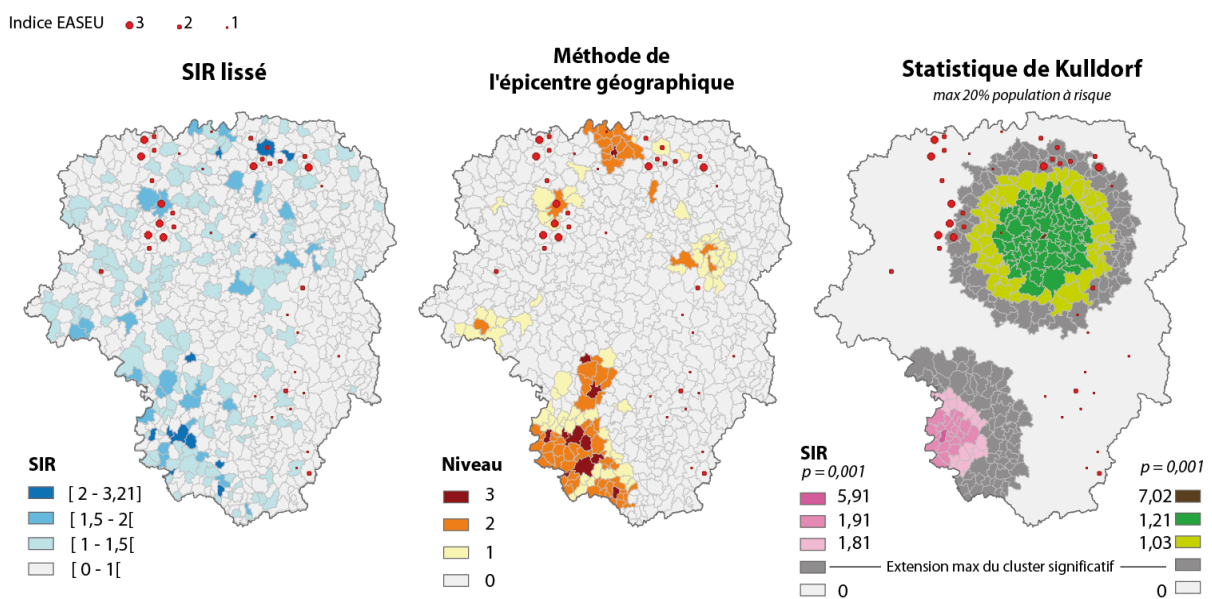 Indice EASEU 3 2 1
SIR lissé
Méthode de
l'épicentre géographique
Statistique de Kulldorf
max 20% population à risque
SIR
[ 2 - 3,21]
[ 1,5 - 2[
[ 1 - 1,5[
[ 0 - 1[
Niveau
3
2
1
0
SIR
p = 0,001
5,91
1,91
1,81
p = 0,001
7,02
1,21
1,03
Extension max du cluster significatif
0
0